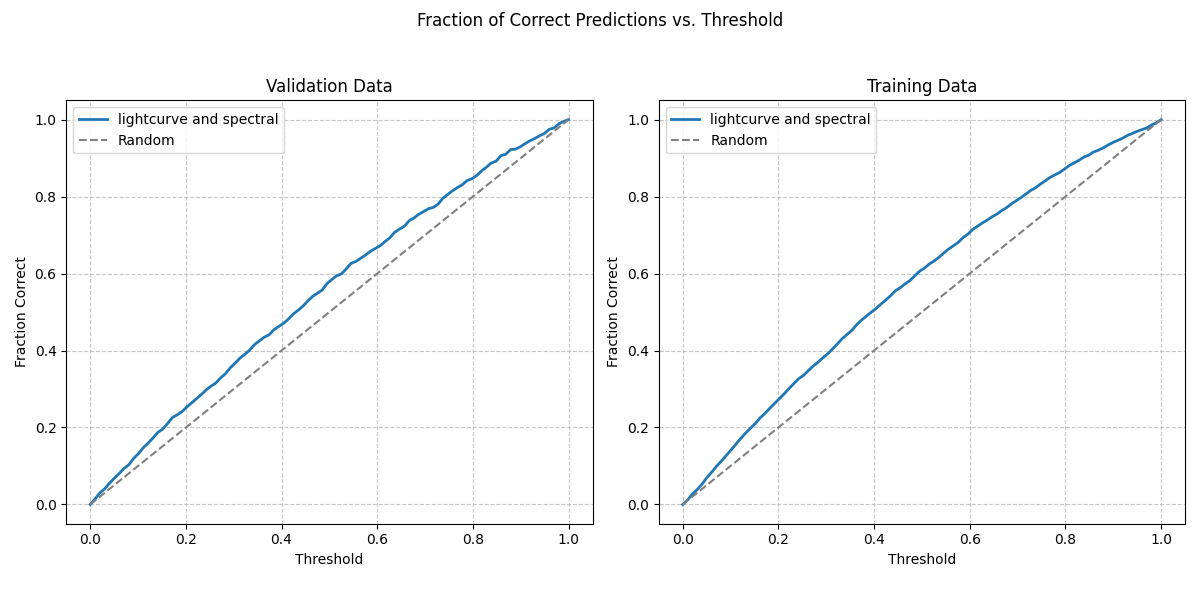 Fraction of Correct Predictions vs. Threshold
Validation Data
lightcurve and spectral
Random
1.0
0.8
0.6
0.4
0.2
0.0
Fraction Correct
0.0 0.2 0.4 0.6 0.8 1.0
Threshold
Training Data
lightcurve and spectral
Random
1.0
0.8
0.6
0.4
0.2
0.0
Fraction Correct
0.0 0.2 0.4 0.6 0.8 1.0
Threshold